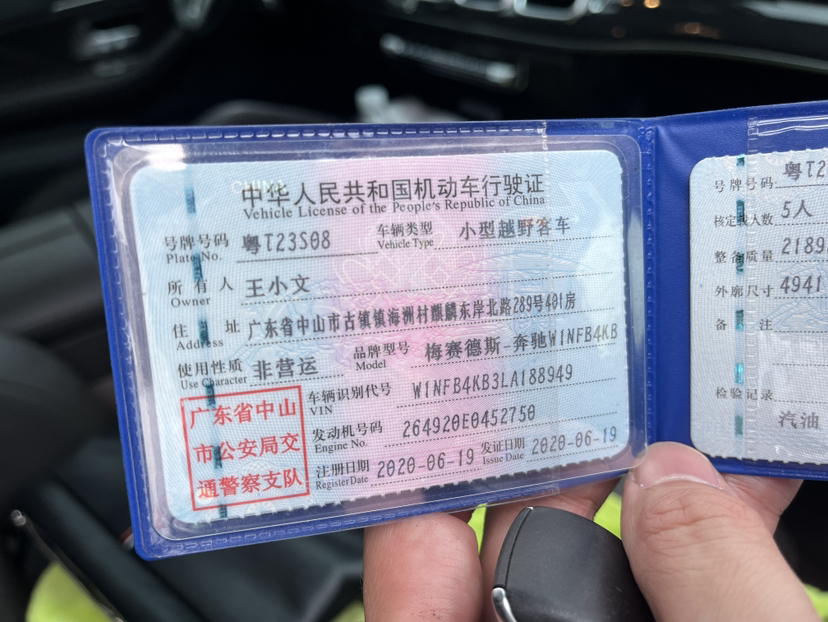 中华人民共和国机动车行驶证
Vehicle License of the People's Republic of China
号牌号码 粤T23S08 车辆类型 小型越野客车
Plate No. Vehicle Type
所有人 王小文
Owner
住址 广东省中山市古镇镇海洲村麒麟东岸北路289号401房
Address
使用性质 非营运 品牌型号 梅赛德斯-奔驰W1NFB4KB
Use Character Model
车辆识别代号 W1NFB4KB3LA188949
VIN
发动机号码 264920E0452750
Engine No.
注册日期 2020-06-19 发证日期 2020-06-19
Register Date Issue Date
广东省中山
市公安局交
通警察支队
号牌号码 粤T2
核定载人数 5人
整备质量 2189
外廓尺寸 4941
备注
检验记录
汽油